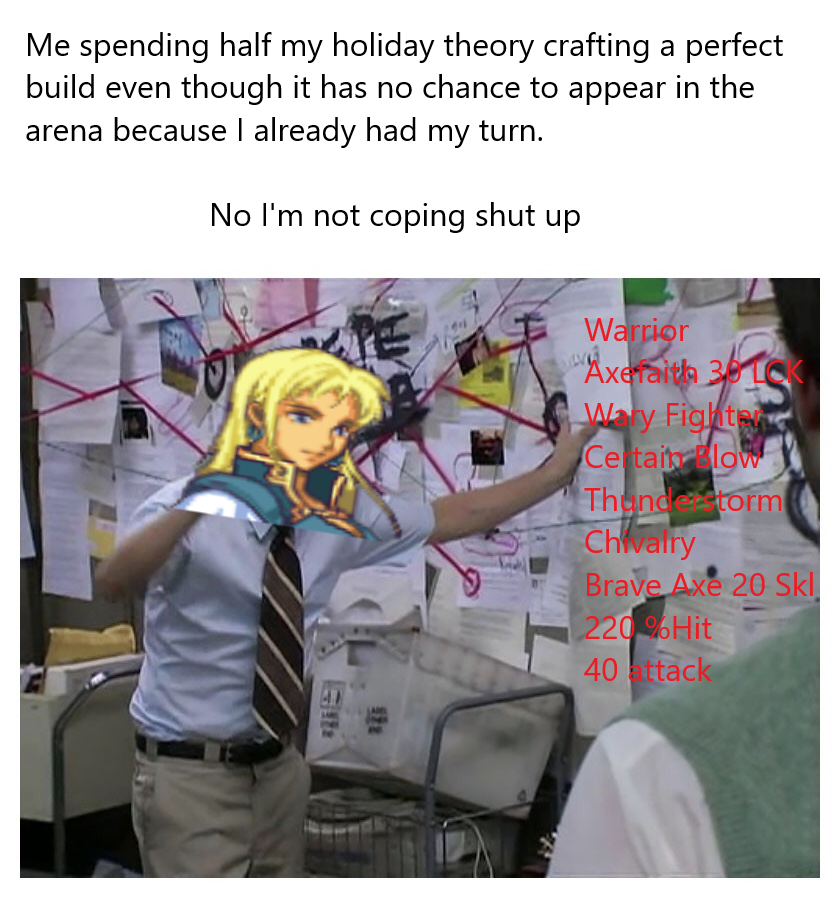 Me spending half my holiday theory crafting a perfect
build even though it has no chance to appear in the
arena because I already had my turn.
No I'm not coping shut up
Warrior
Axefaith 30 LCK
Wary Fighter
Certain Blow
Thunderstorm
Chivalry
Brave Axe 20 Skl
220 %Hit
40 attack